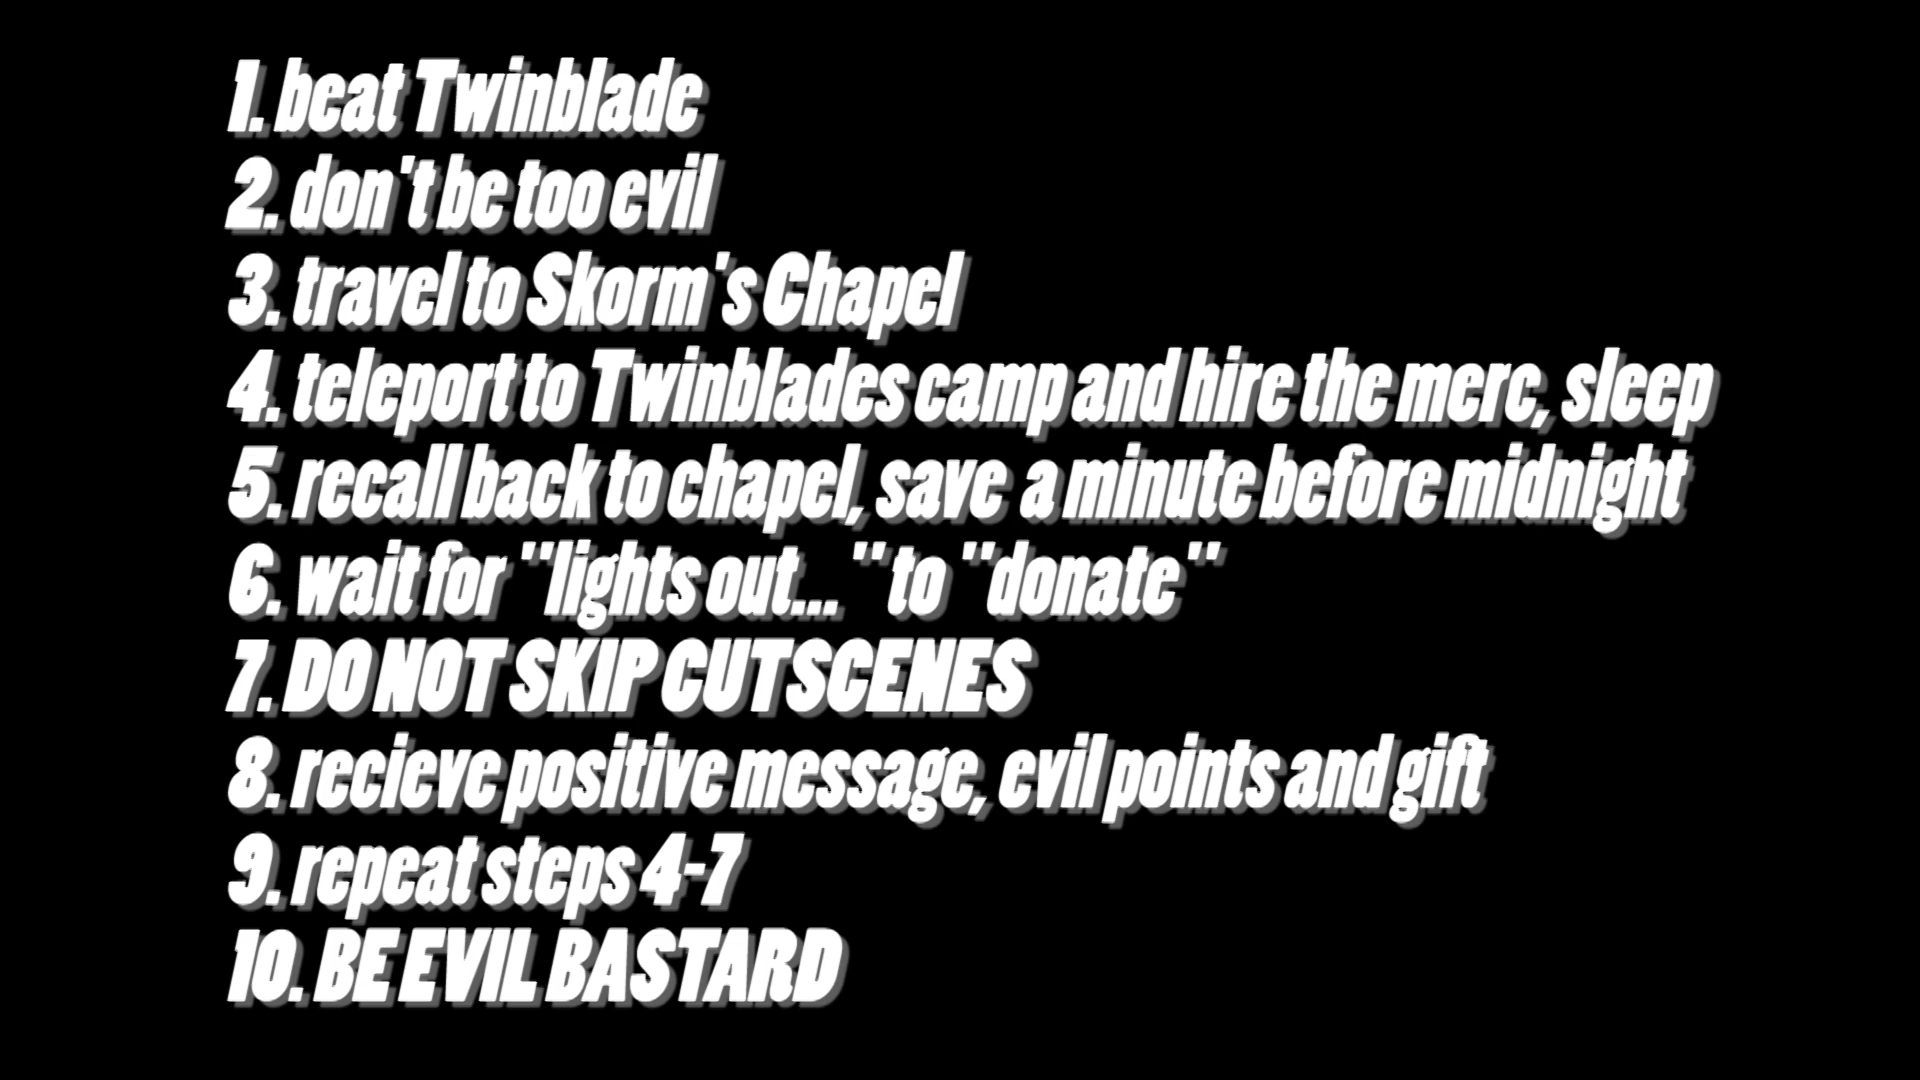 1. beat Twinblade
2. don't be too evil
3. travel to Skorm's Chapel
4. teleport to Twinblades camp and hire the merc, sleep
5. recall back to chapel, save a minute before midnight
6. wait for "lights out... " to "donate"
7. DO NOT SKIP CUTSCENES
8. recieve positive message, evil points and gift
9. repeat steps 4-7
10. BE EVIL BASTARD